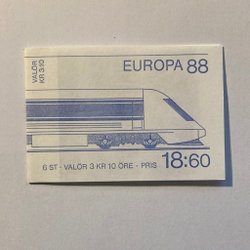 VALÖR
KR 3.10
EUROPA 88
6 ST · VALÖR 3 KR 10 ÖRE · PRIS
18:60